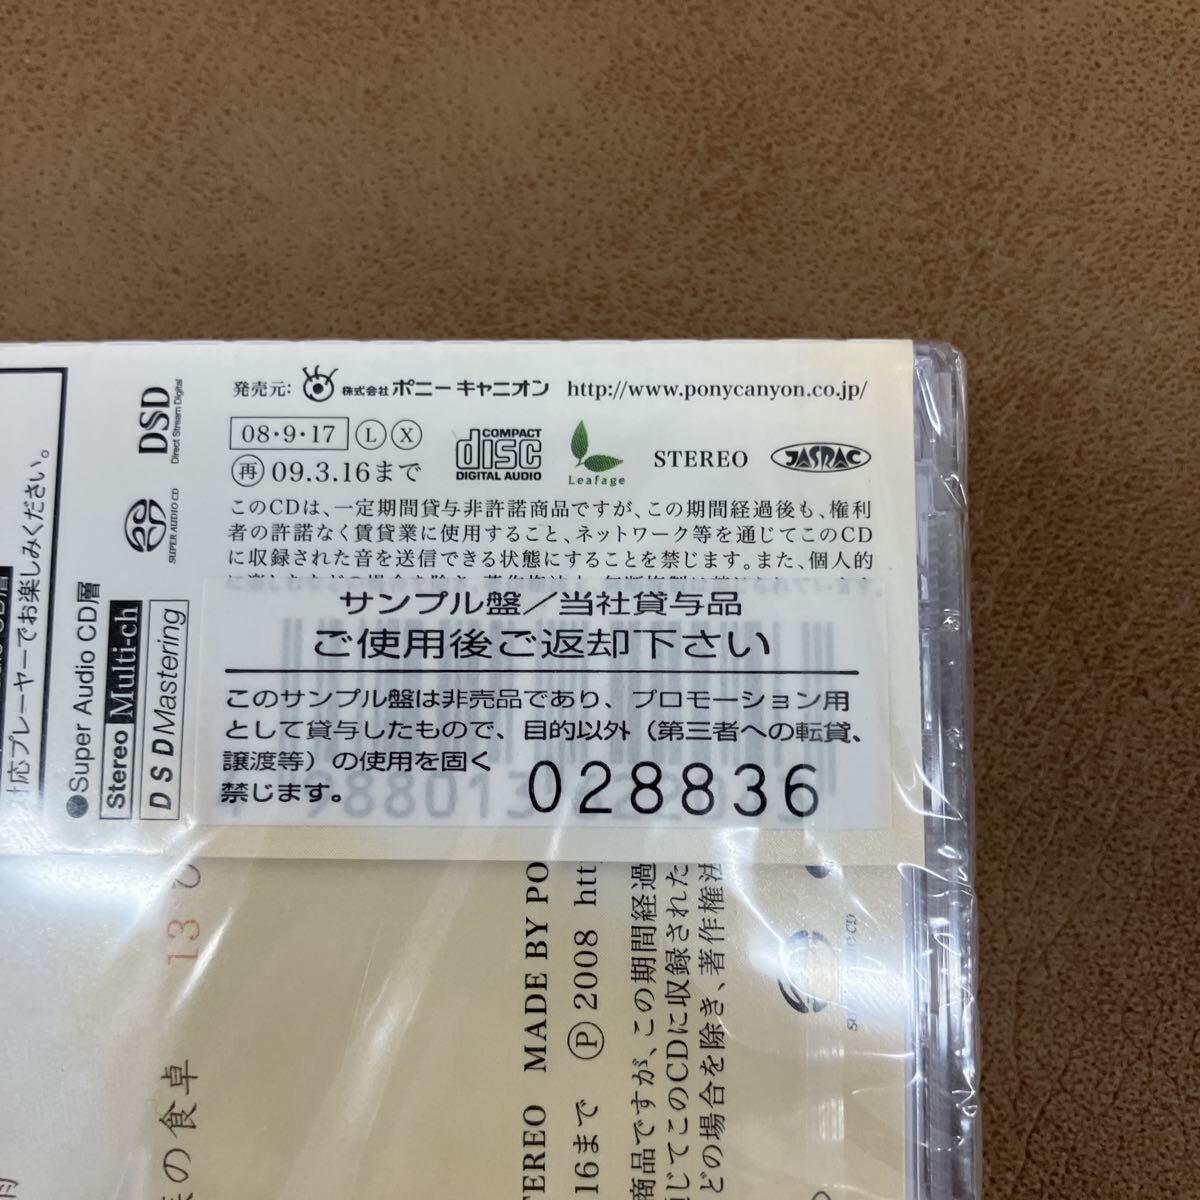 発売元: 株式会社 ポニー キャニオン http://www.ponycanyon.co.jp/
08・9・17 L X
再 09.3.16まで
COMPACT disc DIGITAL AUDIO
Leafage
STEREO
JASRAC
このCDは、一定期間貸与非許諾商品ですが、この期間経過後も、権利
者の許諾なく賃貸業に使用すること、ネットワーク等を通じてこのCD
に収録された音を送信できる状態にすることを禁じます。また、個人的
サンプル盤/当社貸与品
ご使用後ご返却下さい
このサンプル盤は非売品であり、プロモーション用
として貸与したもので、目的以外（第三者への転貸、
譲渡等）の使用を固く
禁じます。
028836
DSD
Direct Stream Digital
SUPER AUDIO CD
●Super Audio CD層
Stereo Multi-ch
DSD Mastering
対応プレーヤーでお楽しみください。
13 ひ
の食卓
STEREO MADE BY PO
16まで Ⓟ2008 htt
商品ですが、この期間経過
通じてこのCDに収録された
どの場合を除き、著作権法